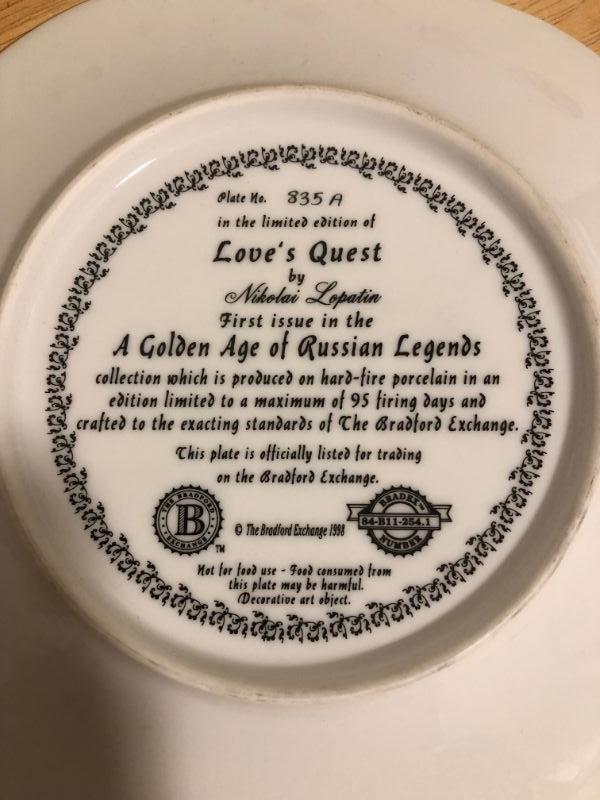 Plate No. 835 A
in the limited edition of
Love's Quest
by
Nikolai Lopatin
First issue in the
A Golden Age of Russian Legends
collection which is produced on hard-fire porcelain in an
edition limited to a maximum of 95 firing days and
crafted to the exacting standards of The Bradford Exchange.
This plate is officially listed for trading
on the Bradford Exchange.
THE BRADFORD
B
EXCHANGE
TM
© The Bradford Exchange 1998
BRADEX™
84-B11-254.1
NUMBER
Not for food use - Food consumed from
this plate may be harmful.
Decorative art object.